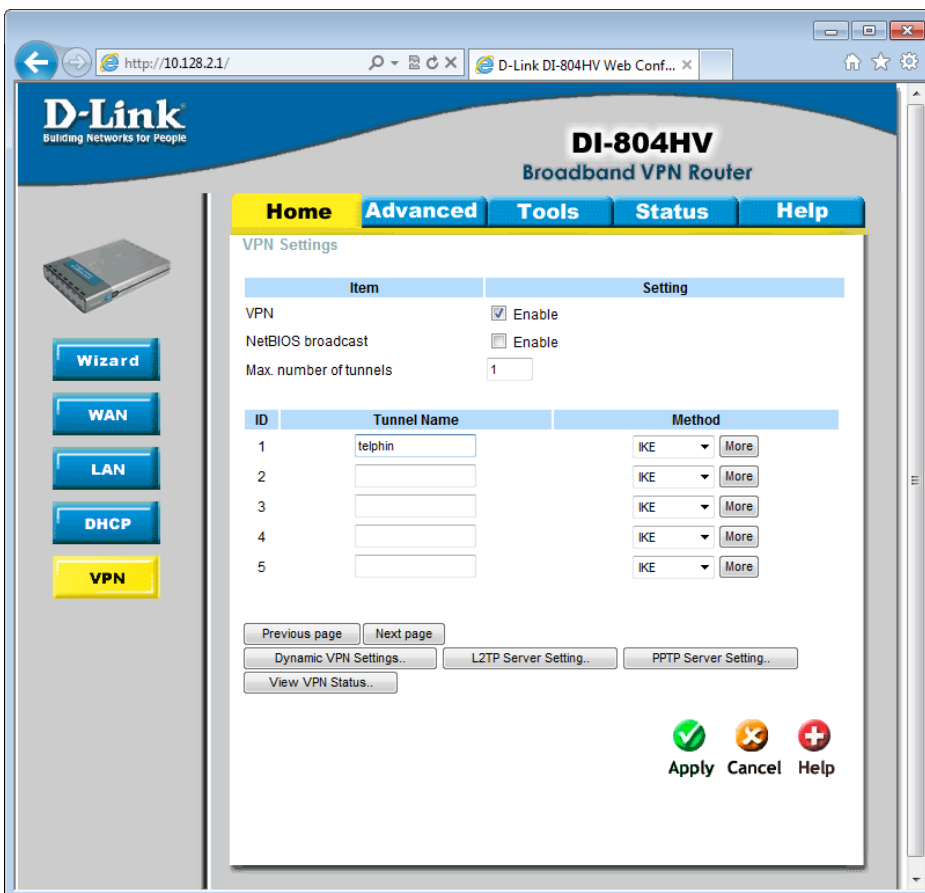 http://10.128.2.1/
D-Link DI-804HV Web Conf...
D-Link
Building Networks for People
DI-804HV
Broadband VPN Router
Home Advanced Tools Status Help
VPN Settings
Item Setting
VPN Enable
NetBIOS broadcast Enable
Max. number of tunnels 1
Wizard
WAN
LAN
DHCP
VPN
ID Tunnel Name Method
1 telphin IKE More
2 IKE More
3 IKE More
4 IKE More
5 IKE More
Previous page Next page
Dynamic VPN Settings.. L2TP Server Setting.. PPTP Server Setting..
View VPN Status..
Apply Cancel Help